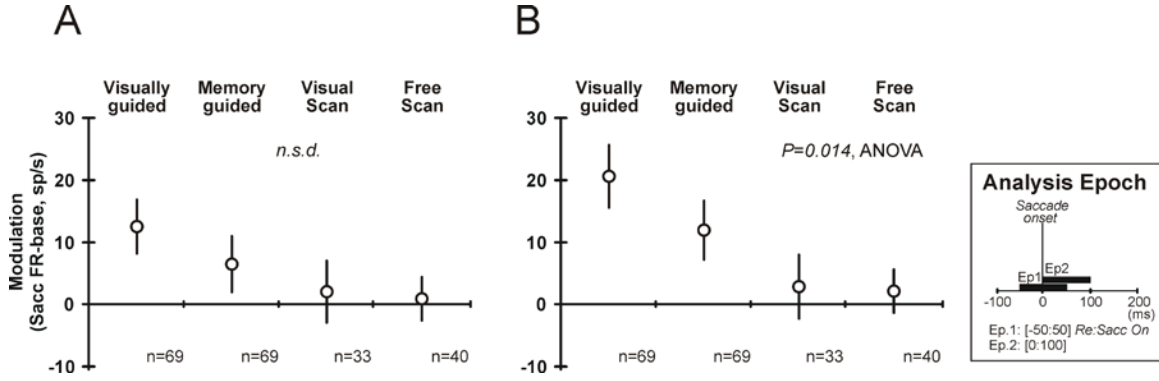 A
Visually guided
Memory guided
Visual Scan
Free Scan
Modulation
(Sacc FR-base, sp/s)
30
20
10
0
-10
n.s.d.
n=69
n=69
n=33
n=40
B
Visually guided
Memory guided
Visual Scan
Free Scan
30
20
10
0
-10
P=0.014, ANOVA
n=69
n=69
n=33
n=40
Analysis Epoch
Saccade
onset
Ep1
Ep2
-100 0 100 200
(ms)
Ep.1: [-50:50] Re:Sacc On
Ep.2: [0:100]